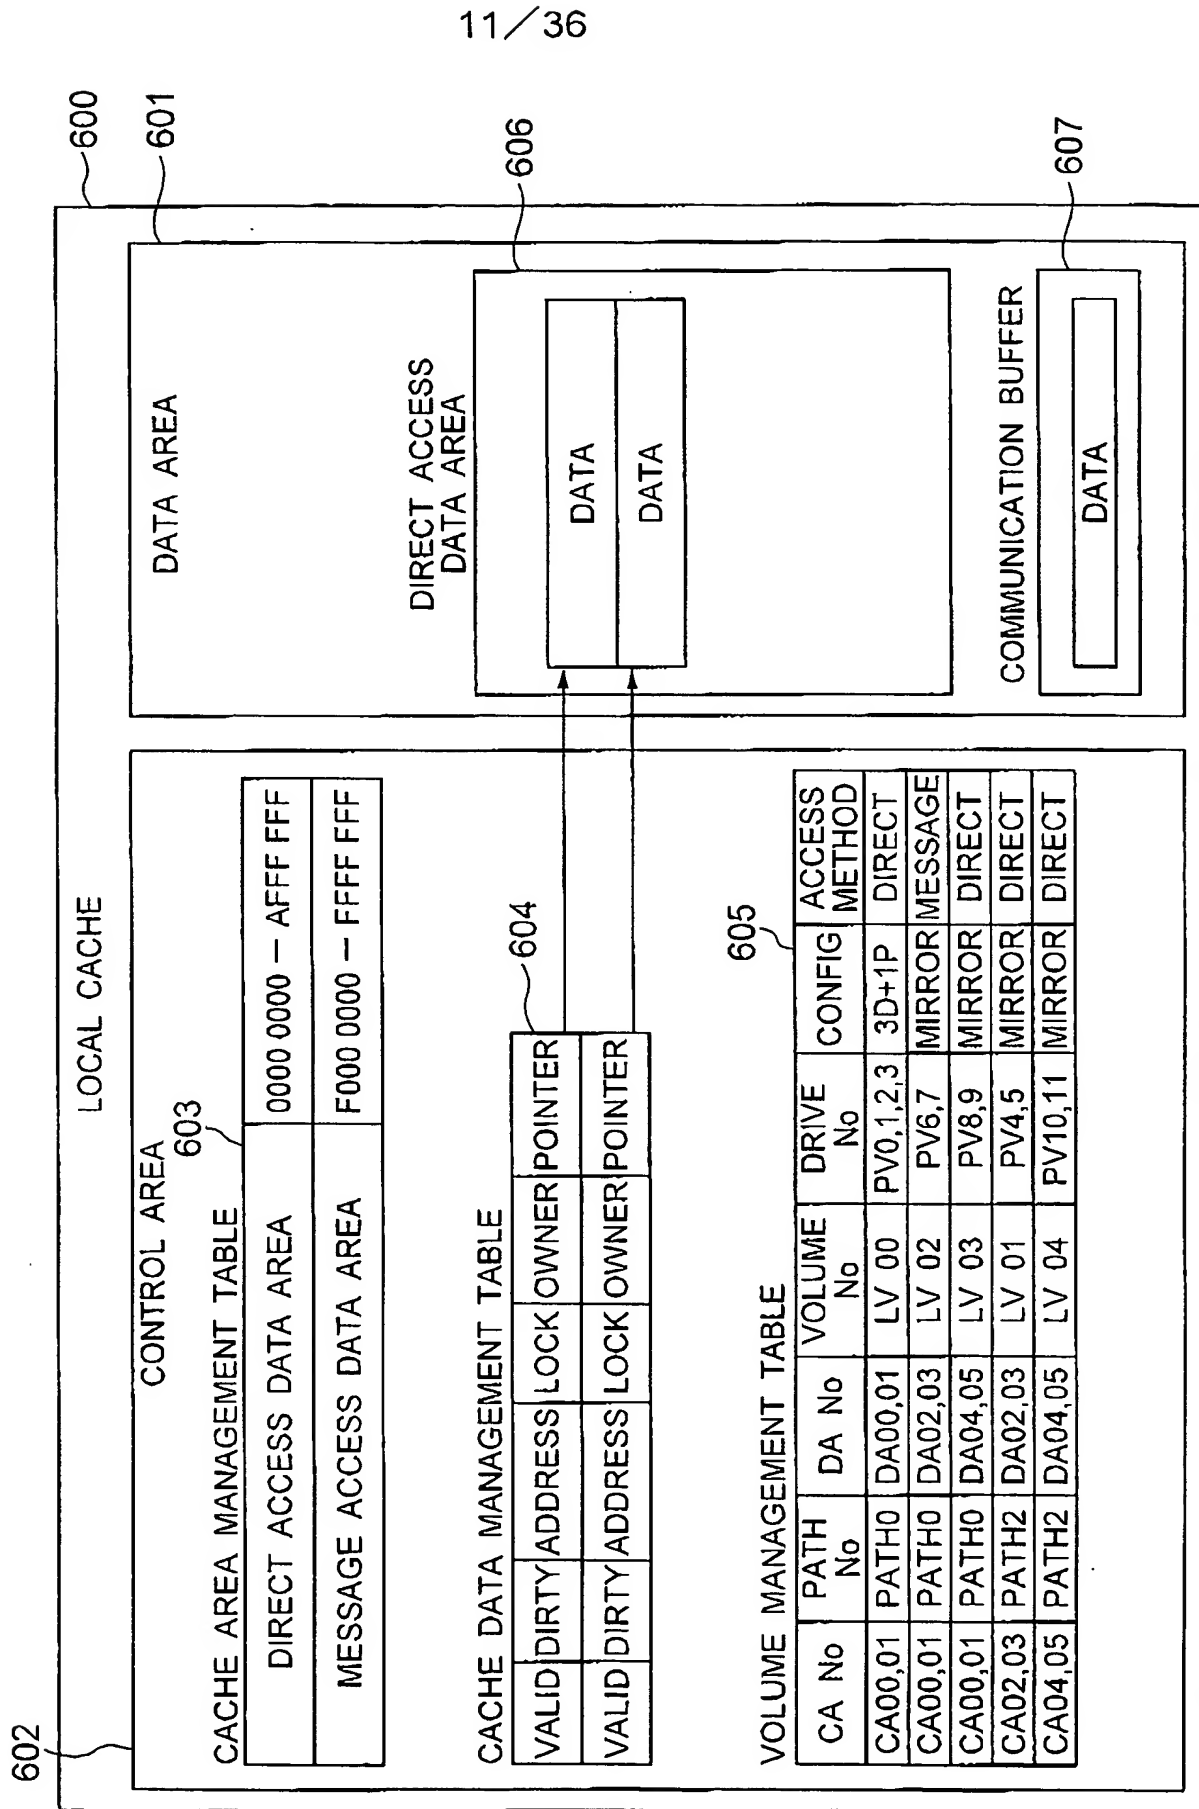 11/36
LOCAL CACHE
600
602
CONTROL AREA
CACHE AREA MANAGEMENT TABLE
603
DIRECT ACCESS DATA AREA 0000 0000 – AFFF FFF
MESSAGE ACCESS DATA AREA F000 0000 – FFFF FFF
CACHE DATA MANAGEMENT TABLE
604
VALID DIRTY ADDRESS LOCK OWNER POINTER
VALID DIRTY ADDRESS LOCK OWNER POINTER
VOLUME MANAGEMENT TABLE
605
CA No PATH No DA No VOLUME No DRIVE No CONFIG ACCESS METHOD
CA00,01 PATH0 DA00,01 LV 00 PV0,1,2,3 3D+1P DIRECT
CA00,01 PATH0 DA02,03 LV 02 PV6,7 MIRROR MESSAGE
CA00,01 PATH0 DA04,05 LV 03 PV8,9 MIRROR DIRECT
CA02,03 PATH2 DA02,03 LV 01 PV4,5 MIRROR DIRECT
CA04,05 PATH2 DA04,05 LV 04 PV10,11 MIRROR DIRECT
601
DATA AREA
DIRECT ACCESS
DATA AREA
606
DATA
DATA
COMMUNICATION BUFFER
607
DATA